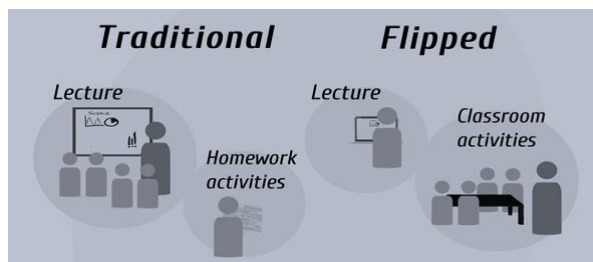 Traditional
Flipped
Lecture
Homework
activities
Lecture
Classroom
activities